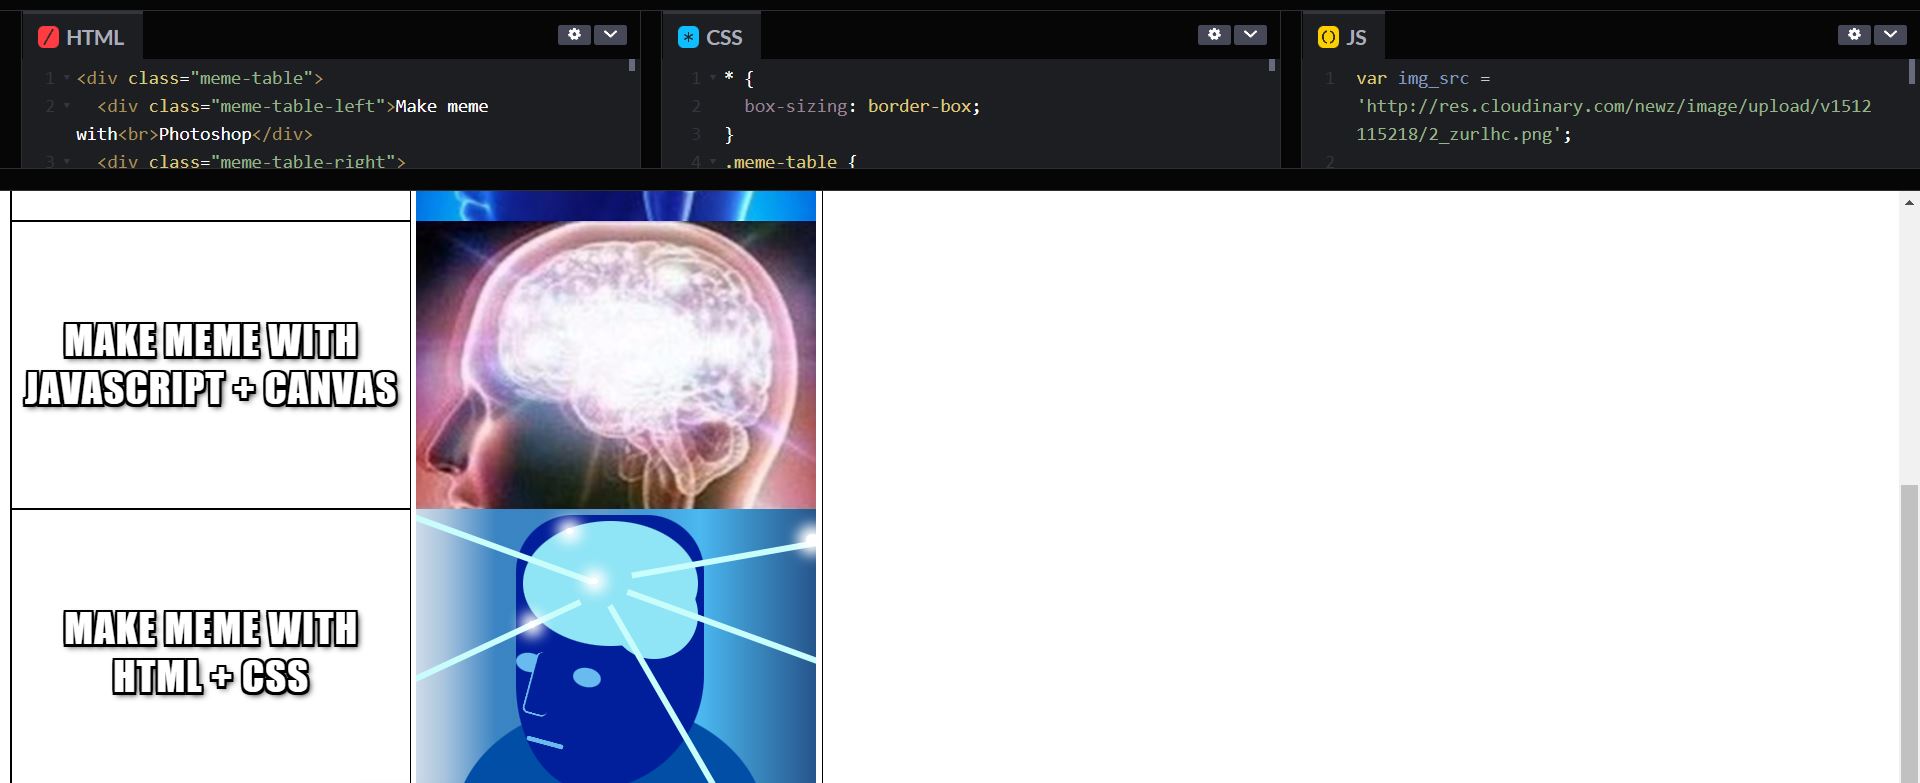 HTML
1 <div class="meme-table">
2 <div class="meme-table-left">Make meme
with<br>Photoshop</div>
3 <div class="meme-table-right">
CSS
1 * {
2 box-sizing: border-box;
3 }
4 .meme-table {
JS
1 var img_src =
'http://res.cloudinary.com/newz/image/upload/v1512
115218/2_zurlhc.png';
2
MAKE MEME WITH
JAVASCRIPT + CANVAS
MAKE MEME WITH
HTML + CSS